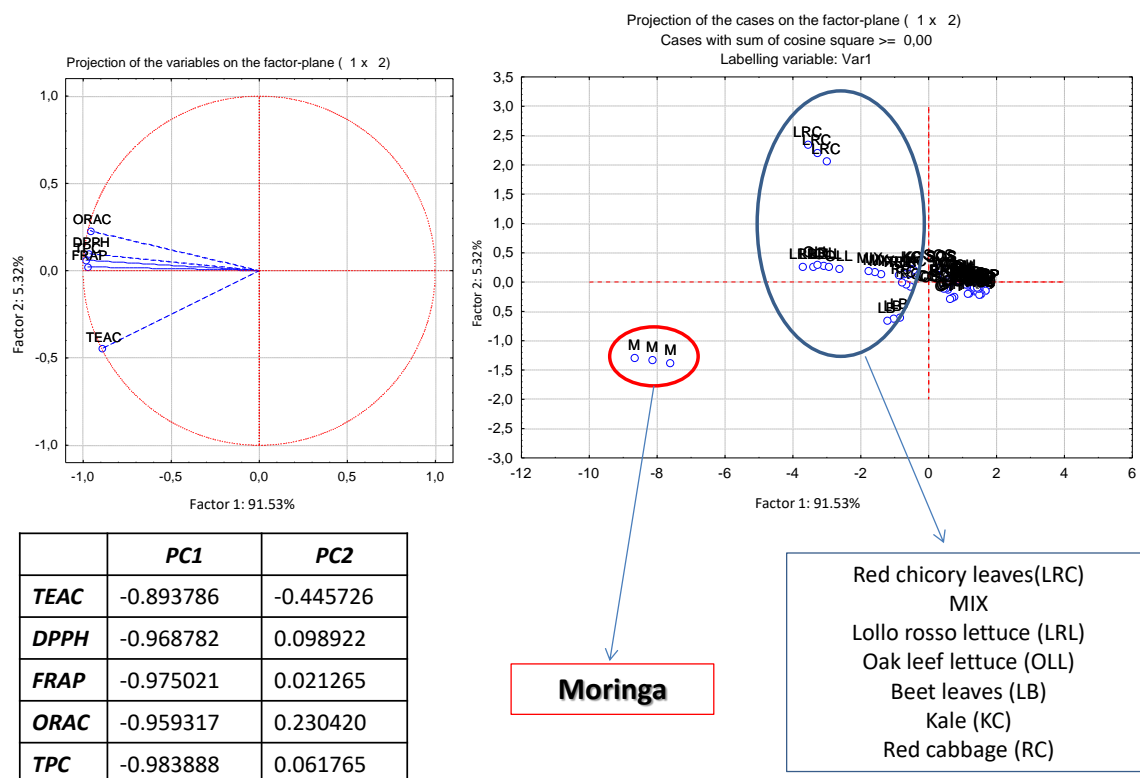 Projection of the variables on the factor-plane ( 1 x 2)
1,0
0,5
0,0
-0,5
-1,0
ORAC
DPPH
TPC
FRAP
TEAC
-1,0 -0,5 0,0 0,5 1,0
Factor 2: 5.32%
Factor 1: 91.53%
Projection of the cases on the factor-plane ( 1 x 2)
Cases with sum of cosine square >= 0,00
Labelling variable: Var1
3,5
3,0
2,5
2,0
1,5
1,0
0,5
0,0
-0,5
-1,0
-1,5
-2,0
-2,5
-3,0
LRC
LRC
LRC
OLL
MIX
LB LB
M M M
-12 -10 -8 -6 -4 -2 0 2 4 6
Factor 2: 5.32%
Factor 1: 91.53%
PC1 PC2
TEAC -0.893786 -0.445726
DPPH -0.968782 0.098922
FRAP -0.975021 0.021265
ORAC -0.959317 0.230420
TPC -0.983888 0.061765
Moringa
Red chicory leaves(LRC)
MIX
Lollo rosso lettuce (LRL)
Oak leef lettuce (OLL)
Beet leaves (LB)
Kale (KC)
Red cabbage (RC)